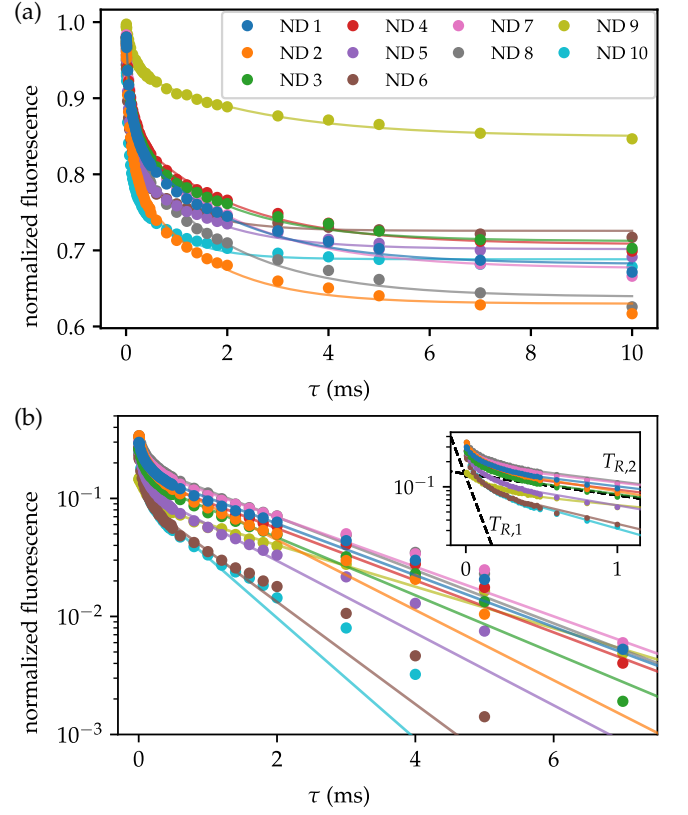 (a)
1.0
0.9
0.8
0.7
0.6
normalized fluorescence
ND 1 ND 4 ND 7 ND 9
ND 2 ND 5 ND 8 ND 10
ND 3 ND 6
0 2 4 6 8 10
τ (ms)
(b)
10⁻¹
10⁻²
10⁻³
normalized fluorescence
10⁻¹
T_{R,2}
T_{R,1}
0 1
0 2 4 6
τ (ms)